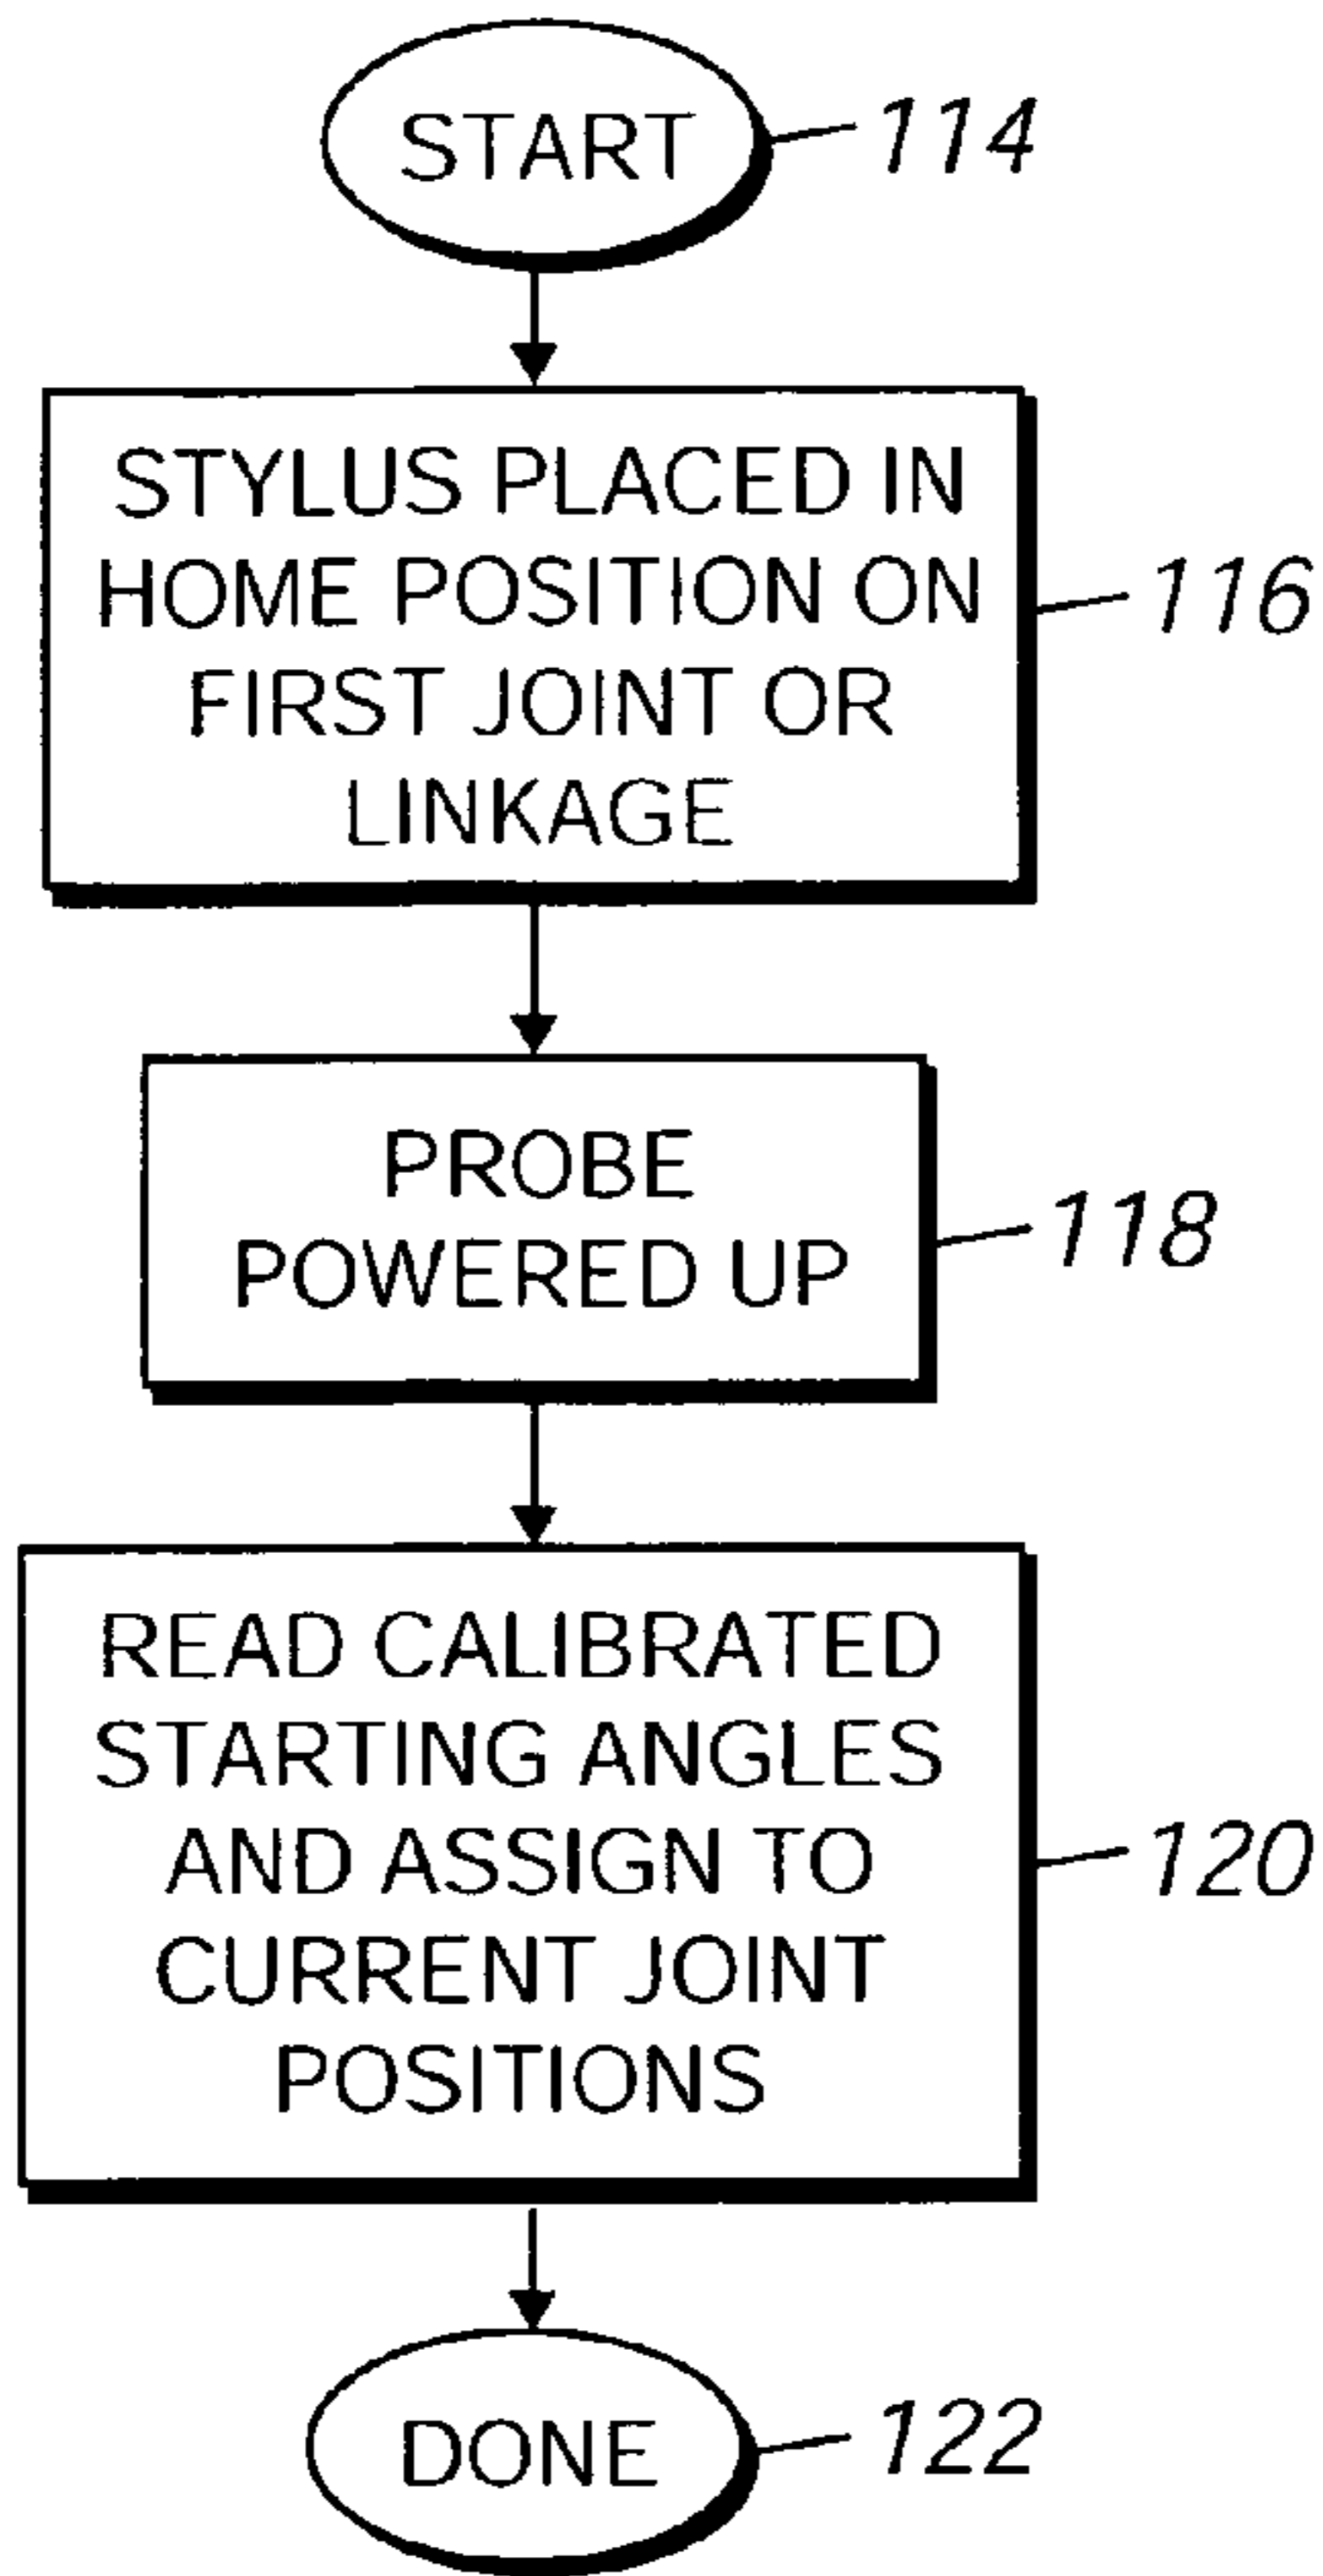 START
114
STYLUS PLACED IN
HOME POSITION ON
FIRST JOINT OR
LINKAGE
116
PROBE
POWERED UP
118
READ CALIBRATED
STARTING ANGLES
AND ASSIGN TO
CURRENT JOINT
POSITIONS
120
DONE
122